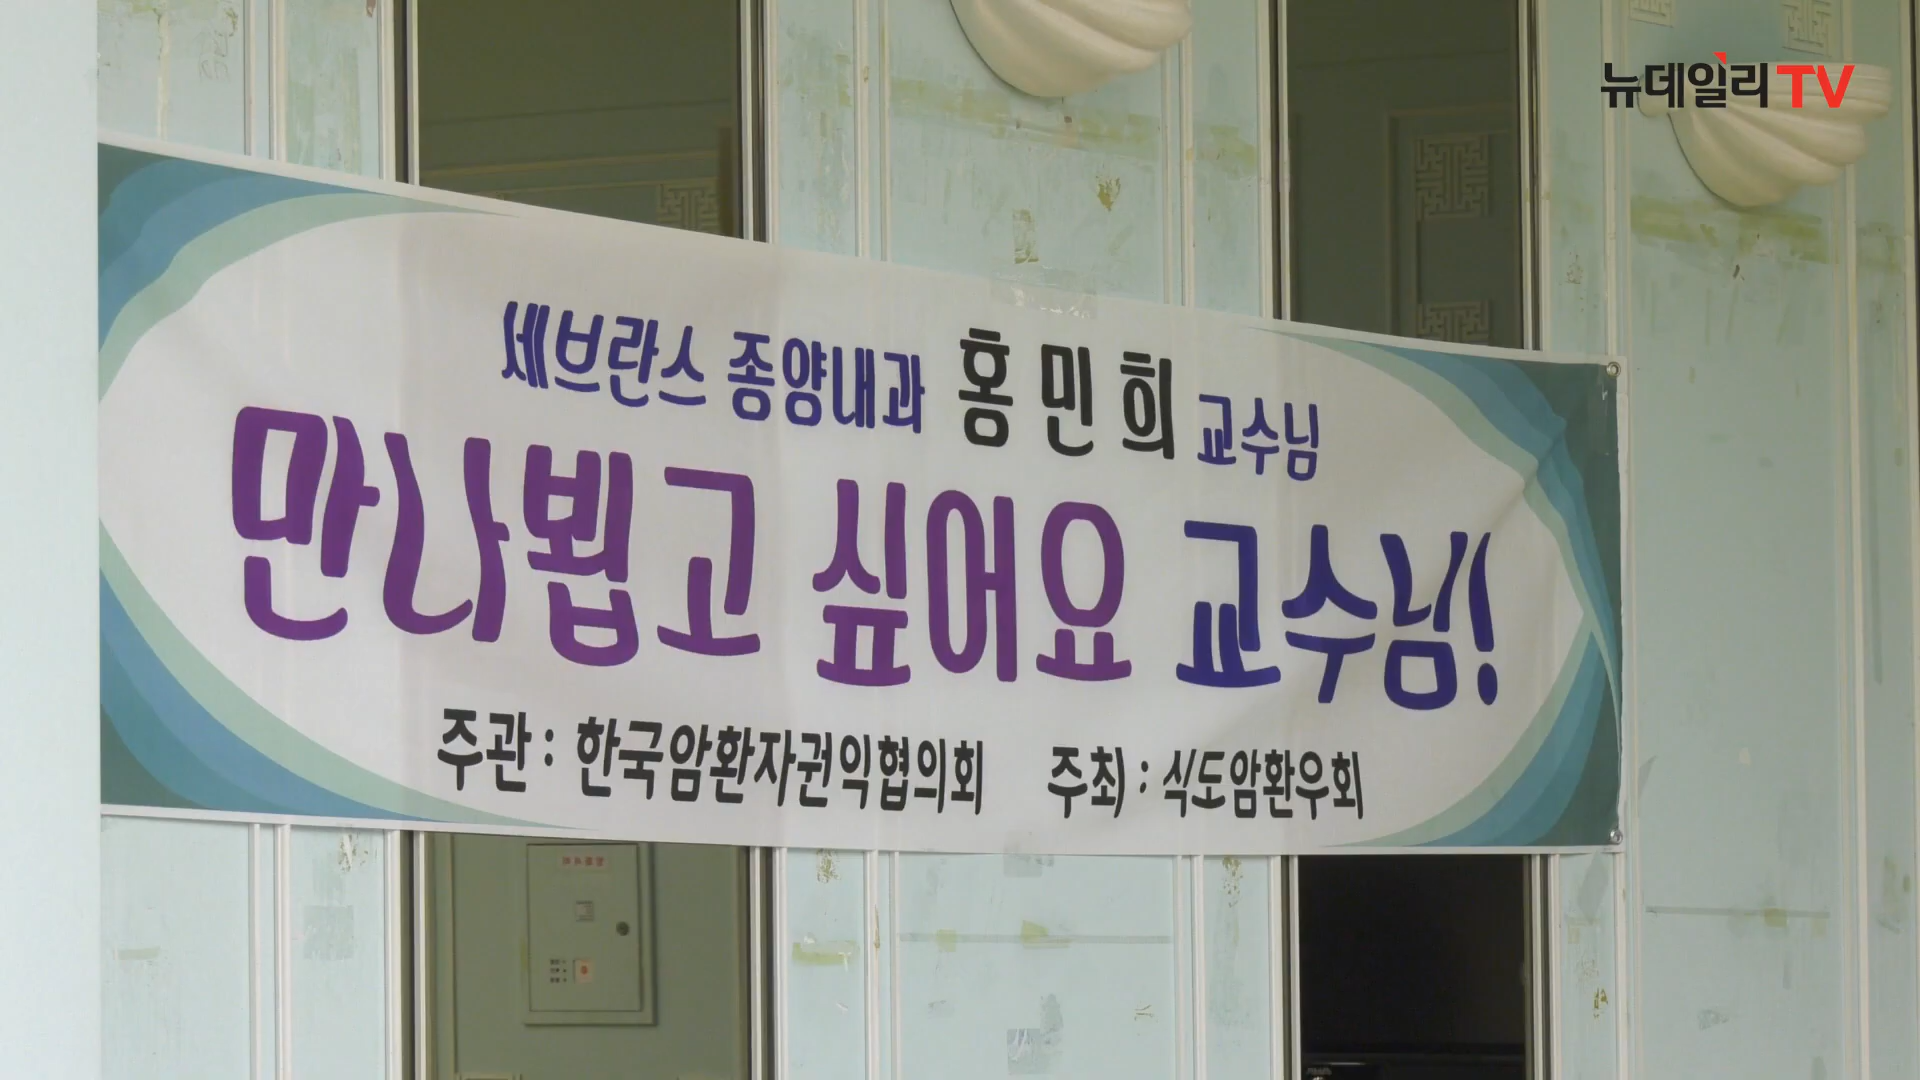 뉴데일리TV
세브란스 종양내과 홍민희 교수님
만나뵙고 싶어요 교수님!
주관 : 한국암환자권익협의회 주최 : 식도암환우회